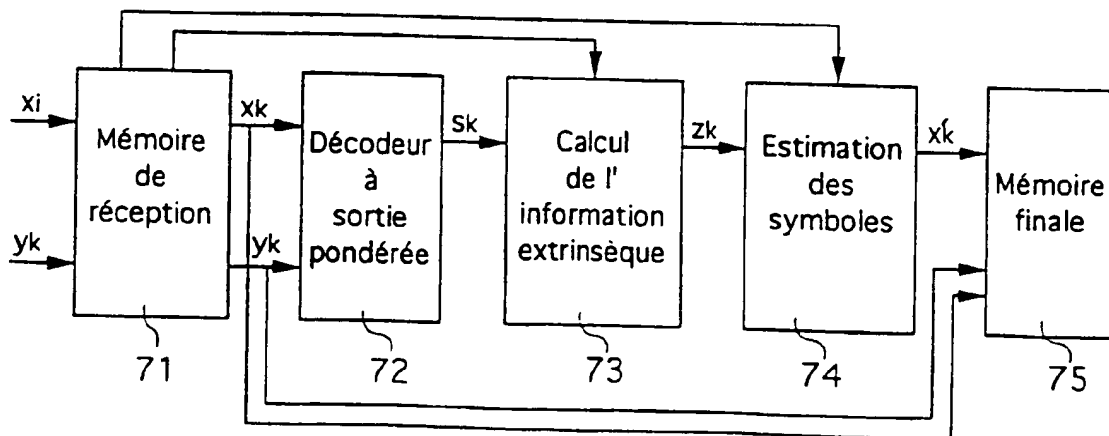 xi
yk
Mémoire
de
réception
71
xk
yk
Décodeur
à
sortie
pondérée
72
sk
Calcul
de l'
information
extrinsèque
73
zk
Estimation
des
symboles
74
x'k
Mémoire
finale
75